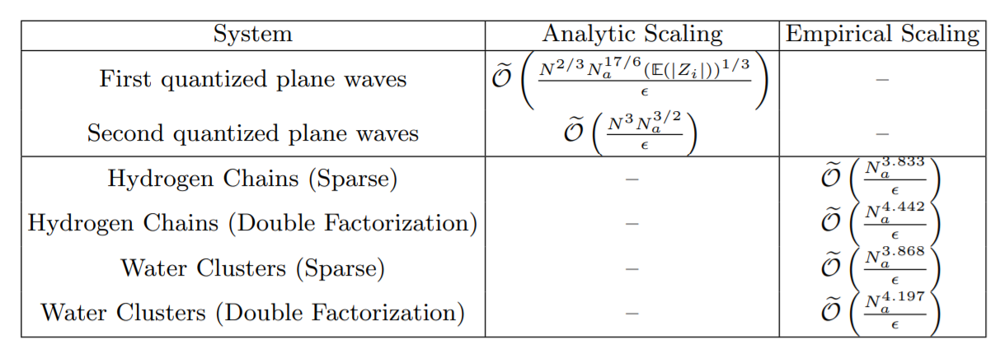 System Analytic Scaling Empirical Scaling
First quantized plane waves $\widetilde{\mathcal{O}}\left(\frac{N^{2/3}N_a^{17/6}(\mathbb{E}(|Z_i|))^{1/3}}{\epsilon}\right)$ –
Second quantized plane waves $\widetilde{\mathcal{O}}\left(\frac{N^3N_a^{3/2}}{\epsilon}\right)$ –
Hydrogen Chains (Sparse) – $\widetilde{\mathcal{O}}\left(\frac{N_a^{3.833}}{\epsilon}\right)$
Hydrogen Chains (Double Factorization) – $\widetilde{\mathcal{O}}\left(\frac{N_a^{4.442}}{\epsilon}\right)$
Water Clusters (Sparse) – $\widetilde{\mathcal{O}}\left(\frac{N_a^{3.868}}{\epsilon}\right)$
Water Clusters (Double Factorization) – $\widetilde{\mathcal{O}}\left(\frac{N_a^{4.197}}{\epsilon}\right)$